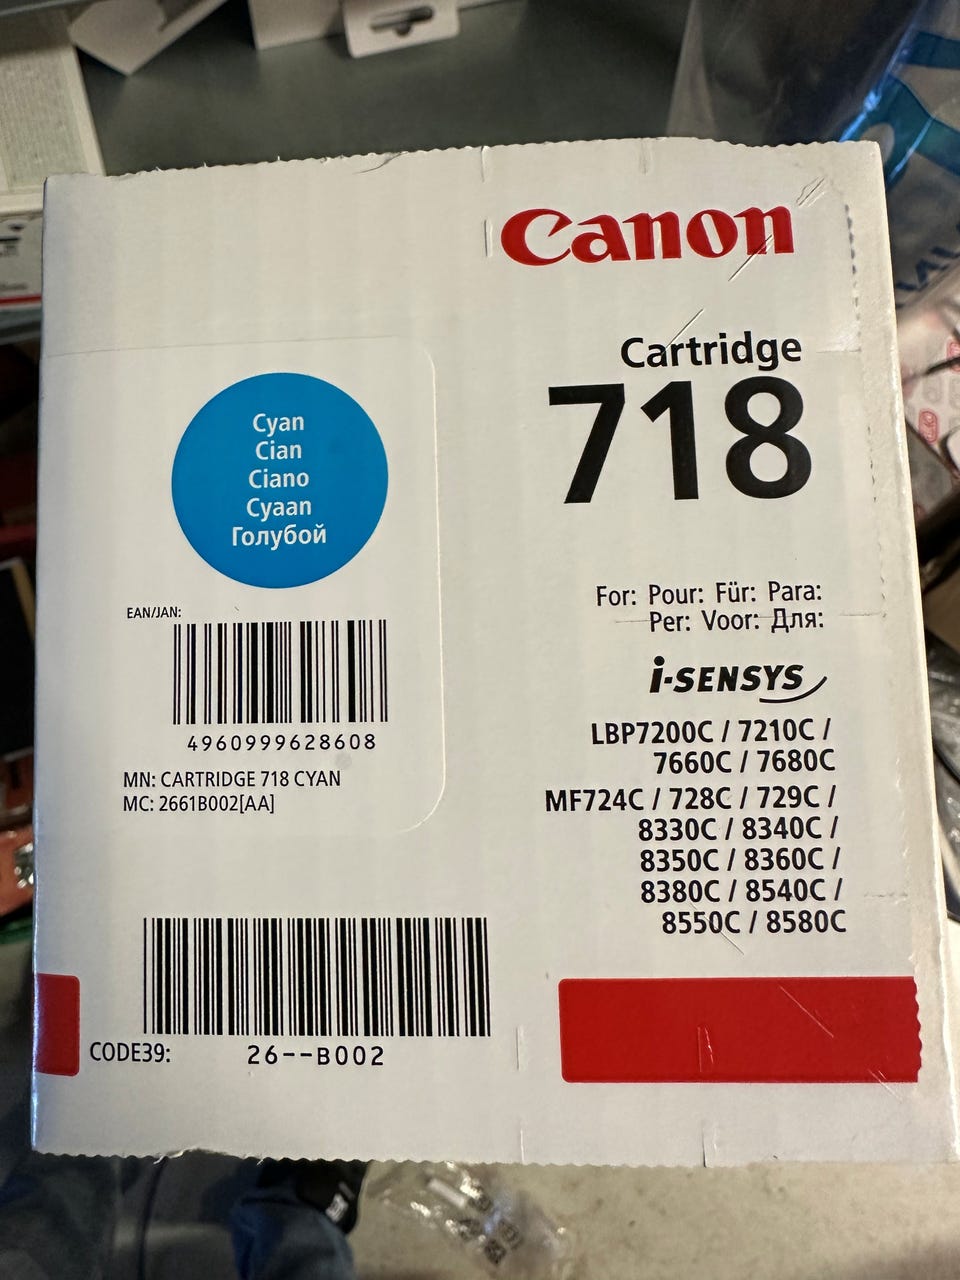 Canon
Cartridge
718
Cyan
Cian
Ciano
Cyaan
Голубой
EAN/JAN:
4960999628608
MN: CARTRIDGE 718 CYAN
MC: 2661B002[AA]
For: Pour: Für: Para:
Per: Voor: Для:
i-SENSYS
LBP7200C / 7210C /
7660C / 7680C
MF724C / 728C / 729C /
8330C / 8340C /
8350C / 8360C /
8380C / 8540C /
8550C / 8580C
CODE39:
26--B002